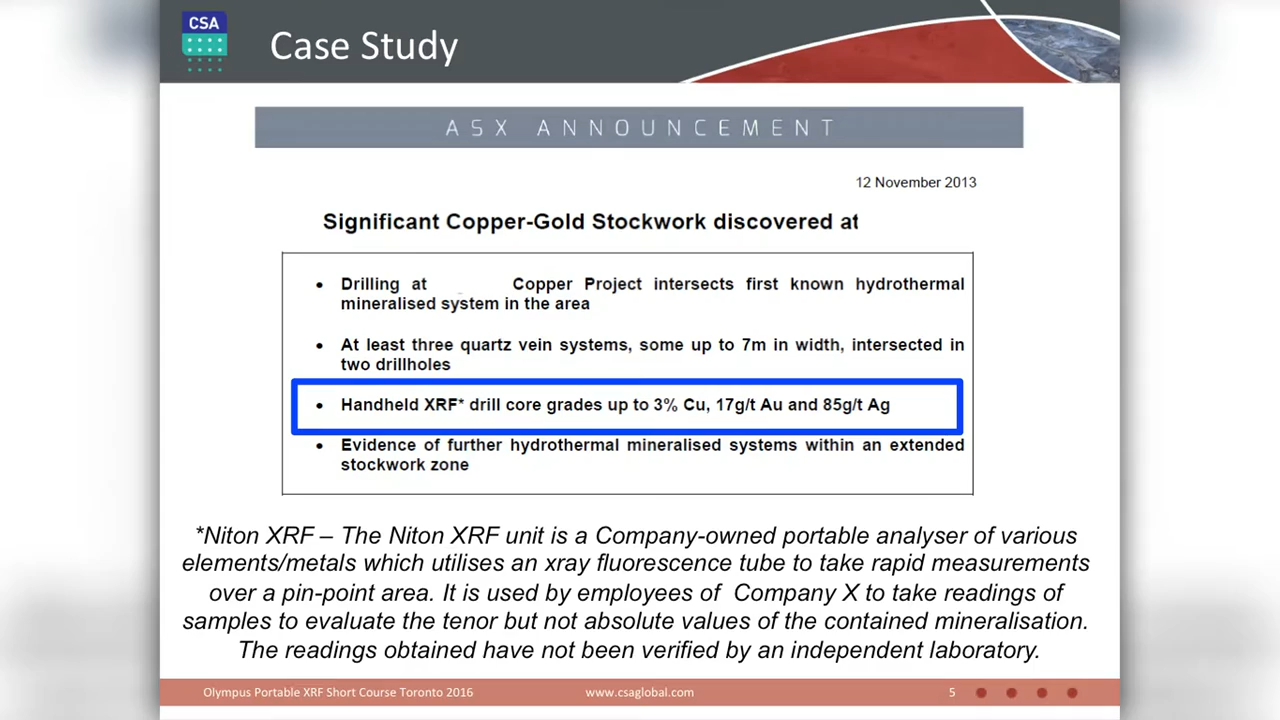 CSA
Case Study
ASX ANNOUNCEMENT
12 November 2013
Significant Copper-Gold Stockwork discovered at
• Drilling at Copper Project intersects first known hydrothermal
mineralised system in the area
• At least three quartz vein systems, some up to 7m in width, intersected in
two drillholes
• Handheld XRF* drill core grades up to 3% Cu, 17g/t Au and 85g/t Ag
• Evidence of further hydrothermal mineralised systems within an extended
stockwork zone
*Niton XRF – The Niton XRF unit is a Company-owned portable analyser of various
elements/metals which utilises an xray fluorescence tube to take rapid measurements
over a pin-point area. It is used by employees of Company X to take readings of
samples to evaluate the tenor but not absolute values of the contained mineralisation.
The readings obtained have not been verified by an independent laboratory.
Olympus Portable XRF Short Course Toronto 2016 www.csaglobal.com 5